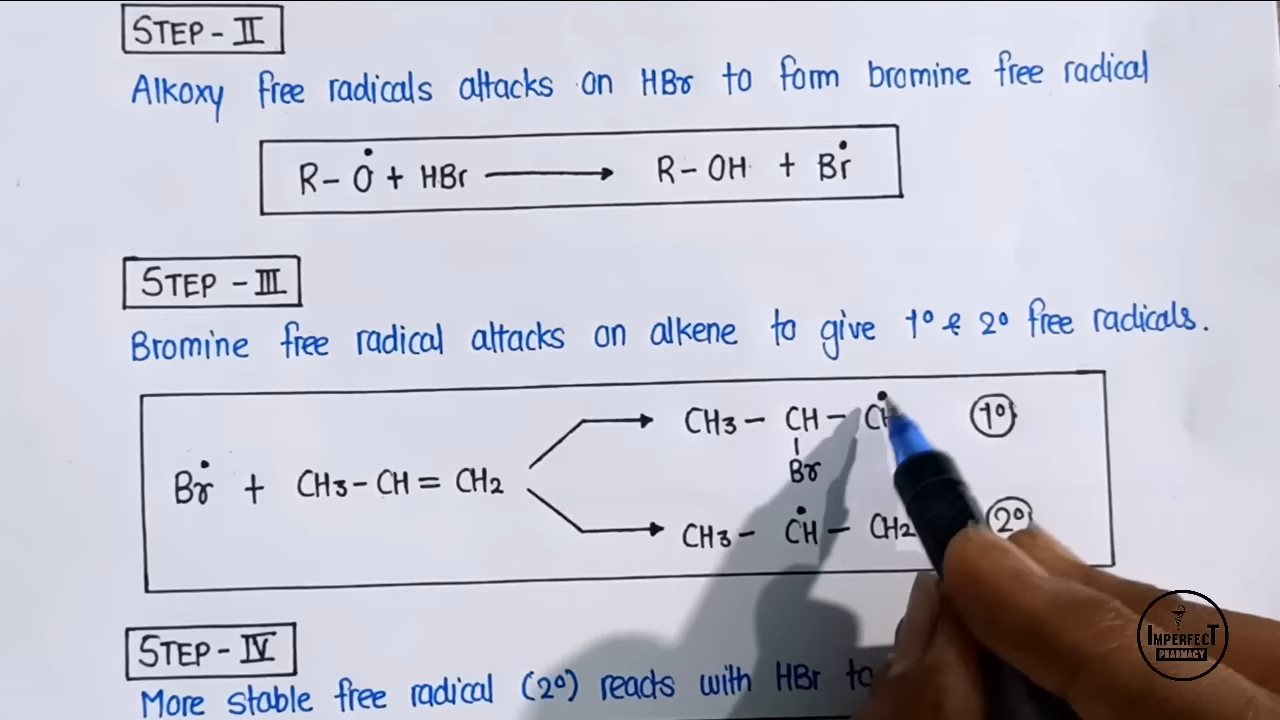 STEP - II
Alkoxy free radicals attacks on HBr to form bromine free radical
R - Ȯ + HBr ⟶ R - OH + Bṙ
STEP - III
Bromine free radical attacks on alkene to give 1° & 2° free radicals.
CH3 - CH - 1°
Br
Bṙ + CH3 - CH = CH2
CH3 - ĊH - CH2 2°
STEP - IV
More stable free radical (2°) reacts with HBr to
IMPERFECT
PHARMACY